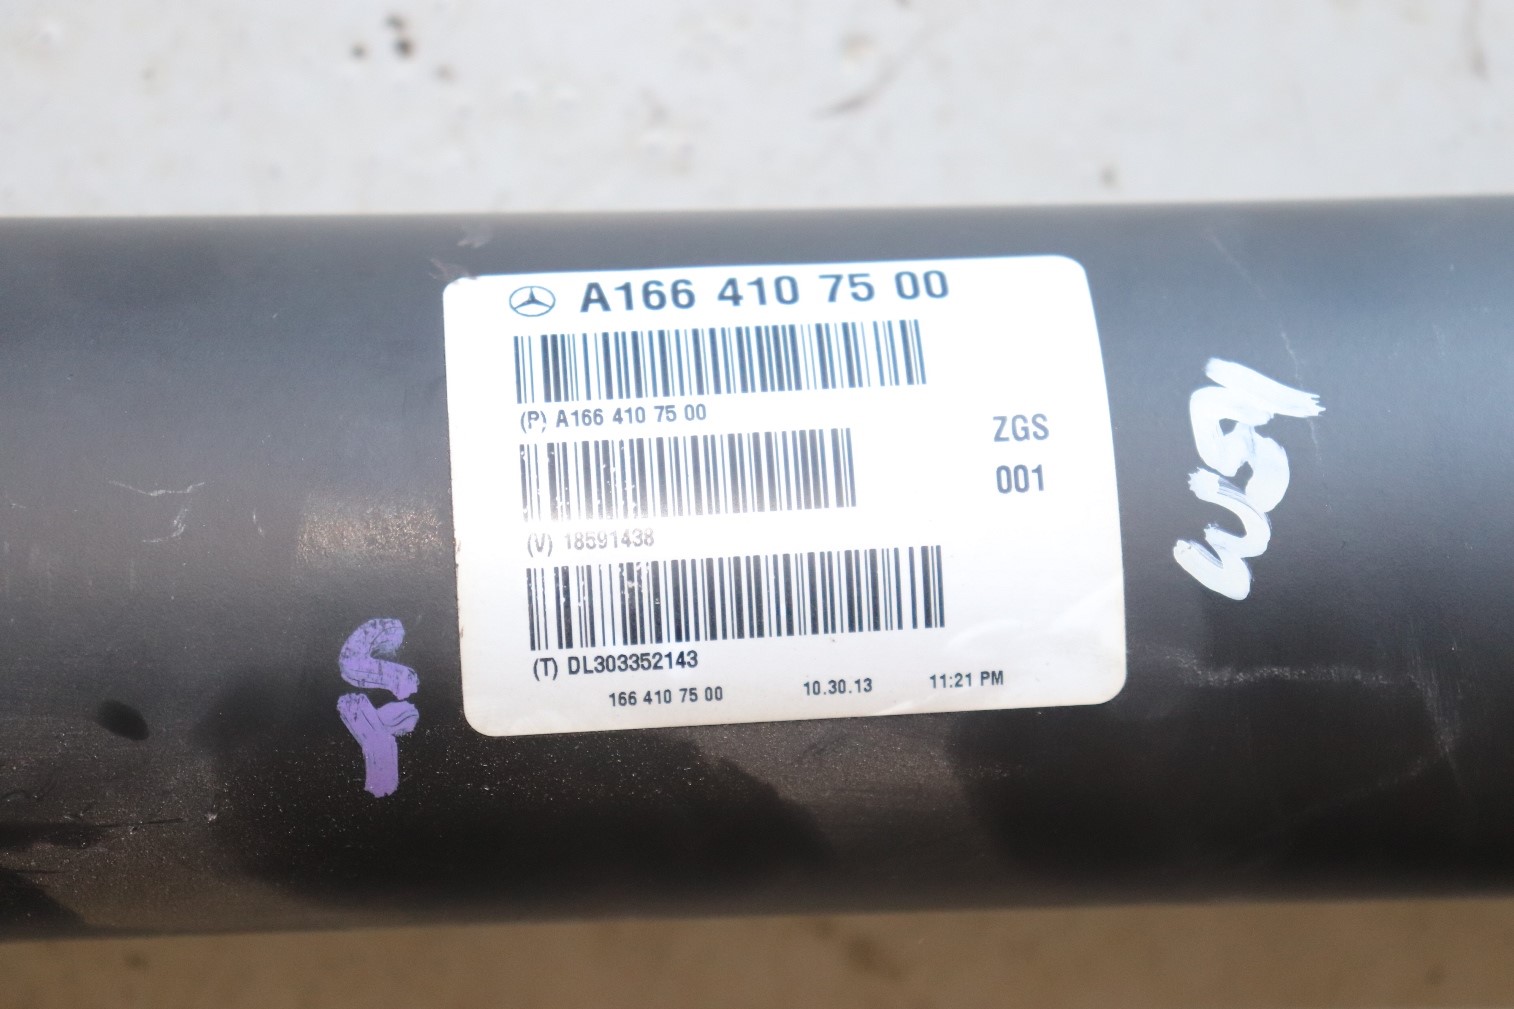 A166 410 75 00
(P) A166 410 75 00
ZGS
001
(V) 18591438
(T) DL303352143
166 410 75 00 10.30.13 11:21 PM